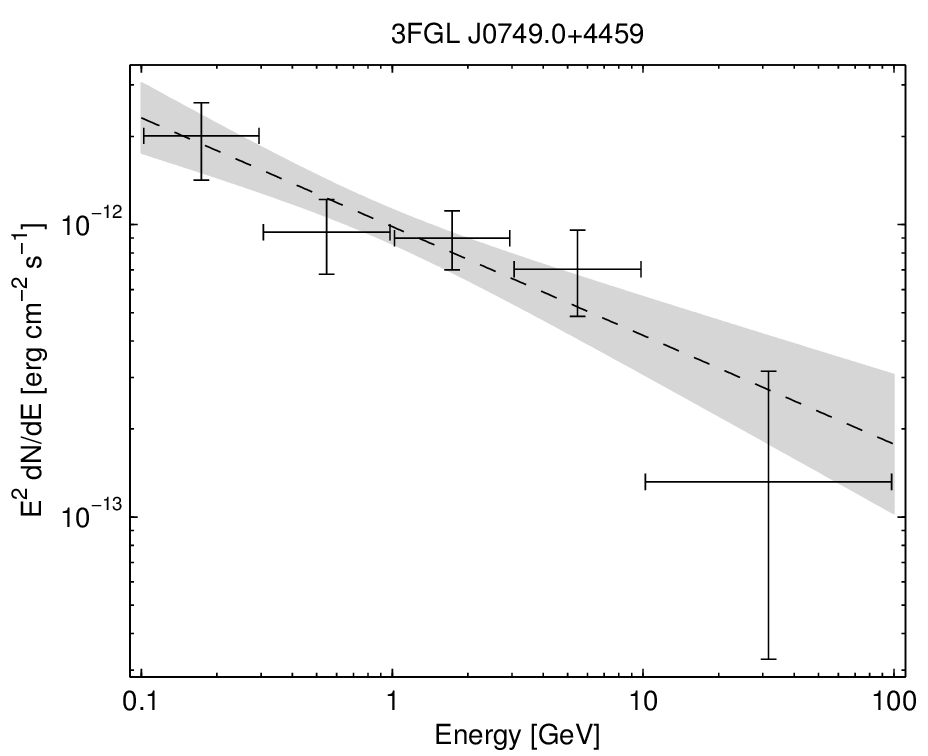 3FGL J0749.0+4459
E² dN/dE [erg cm⁻² s⁻¹]
10⁻¹²
10⁻¹³
0.1 1 10 100
Energy [GeV]